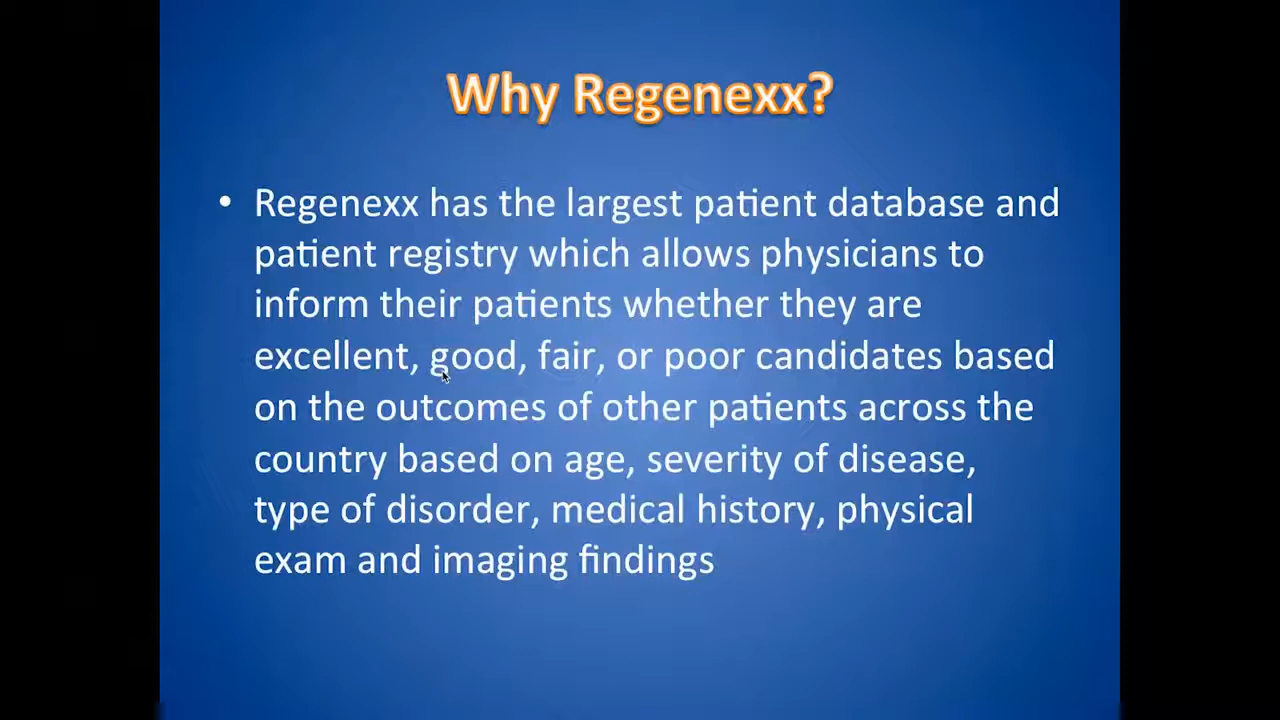 Why Regenexx?
• Regenexx has the largest patient database and
patient registry which allows physicians to
inform their patients whether they are
excellent, good, fair, or poor candidates based
on the outcomes of other patients across the
country based on age, severity of disease,
type of disorder, medical history, physical
exam and imaging findings